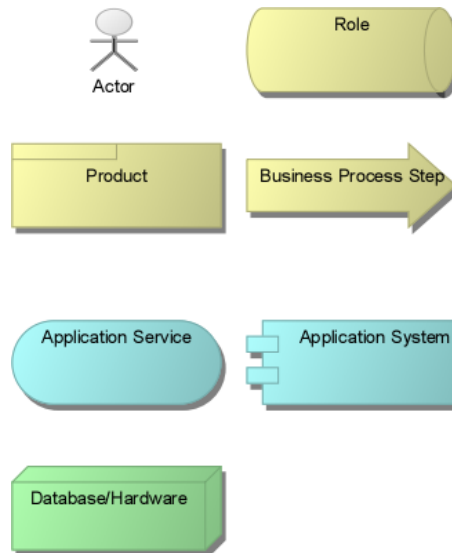 Actor
Role
Product
Business Process Step
Application Service
Application System
Database/Hardware